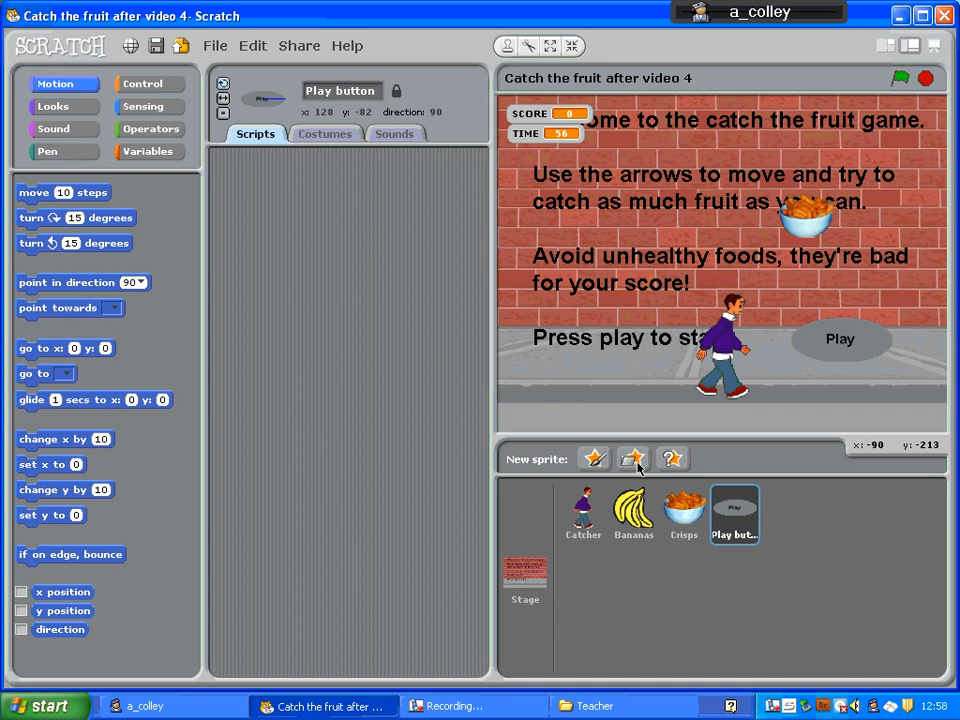 Catch the fruit after video 4- Scratch
a_colley
SCRATCH
File Edit Share Help
Motion
Control
Looks
Sensing
Sound
Operators
Pen
Variables
move 10 steps
turn 15 degrees
turn 15 degrees
point in direction 90
point towards
go to x: 0 y: 0
go to
glide 1 secs to x: 0 y: 0
change x by 10
set x to 0
change y by 10
set y to 0
if on edge, bounce
x position
y position
direction
Play
Play button
x: 128 y: -82 direction: 90
Scripts Costumes Sounds
Catch the fruit after video 4
SCORE 0
TIME 56
ome to the catch the fruit game.
Use the arrows to move and try to
catch as much fruit as you can.
Avoid unhealthy foods, they're bad
for your score!
Press play to sta
Play
x: -90 y: -213
New sprite:
Catcher
Bananas
Crisps
Play
Play but...
Stage
start
a_colley
Catch the fruit after ...
Recording...
Teacher
12:58